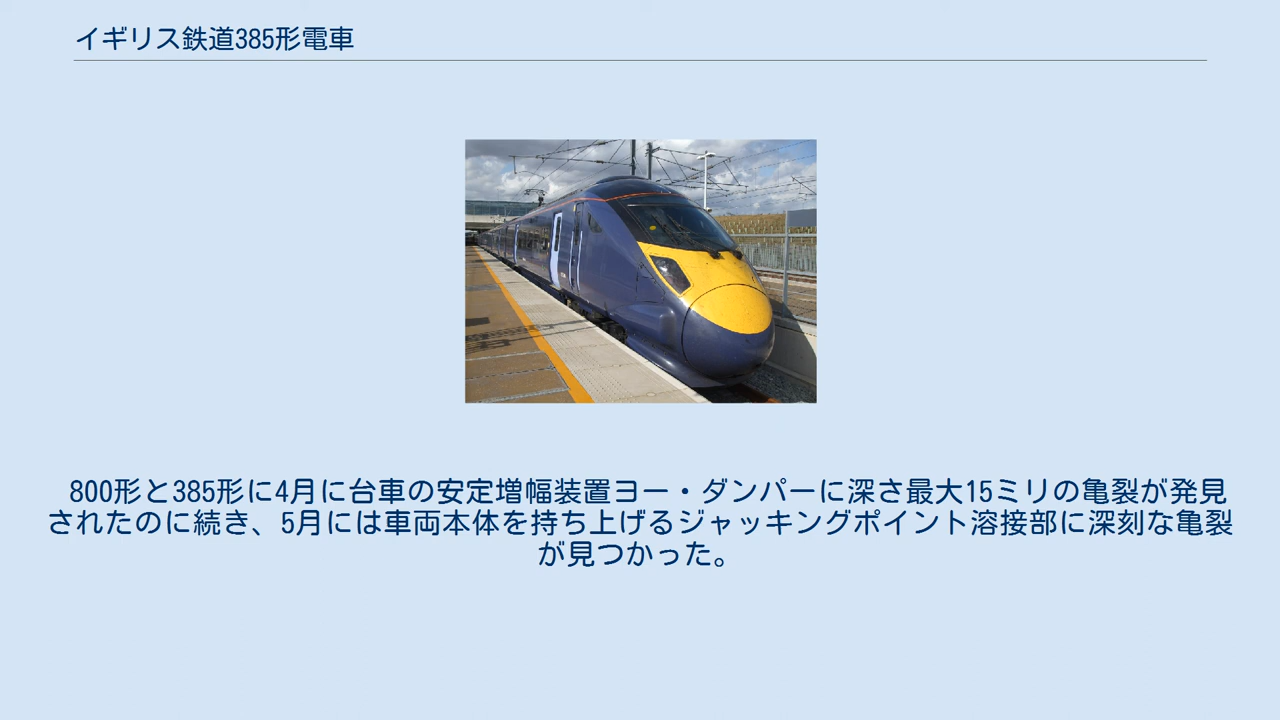 イギリス鉄道385形電車
800形と385形に4月に台車の安定増幅装置ヨー・ダンパーに深さ最大15ミリの亀裂が発見
されたのに続き、5月には車両本体を持ち上げるジャッキングポイント溶接部に深刻な亀裂
が見つかった。